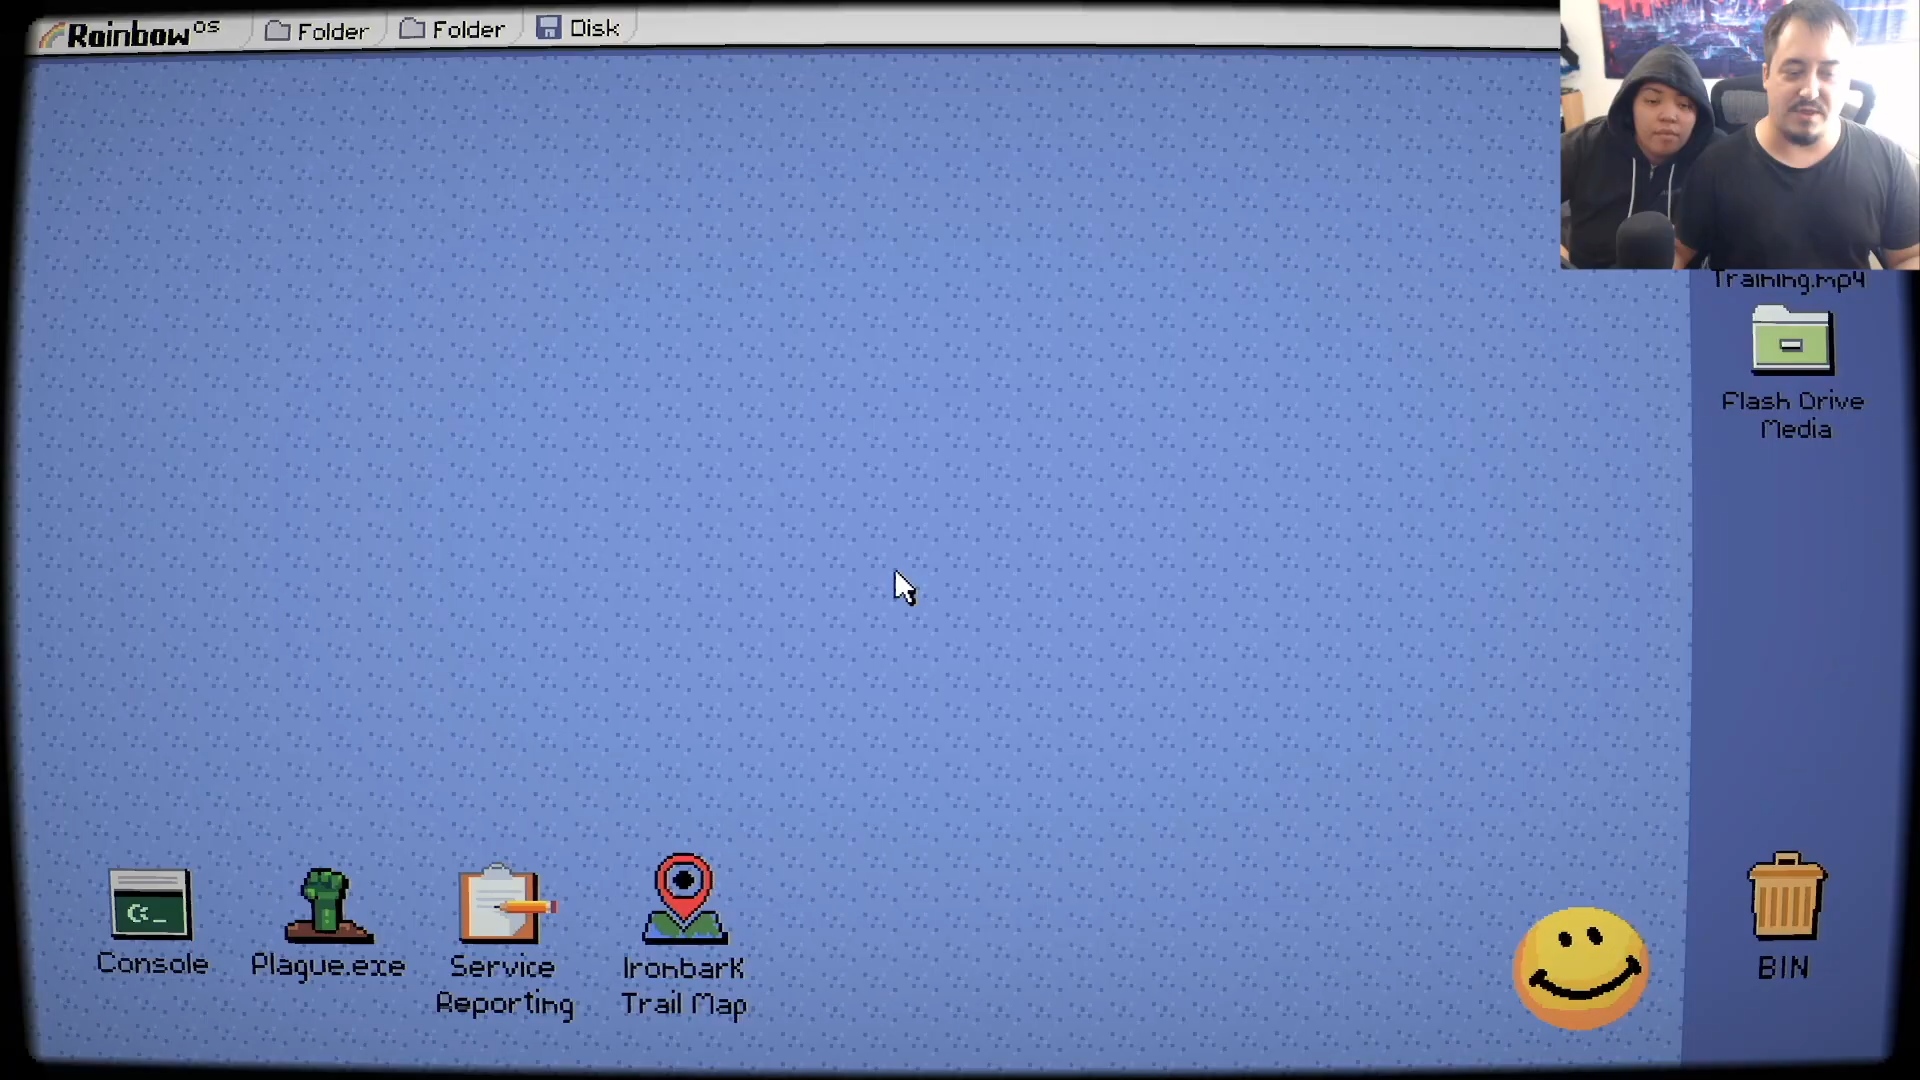 Rainbow OS Folder Folder Disk
Training.mp4
Flash Drive
Media
C:_
Console
Plague.exe
Service
Reporting
Ironbark
Trail Map
BIN